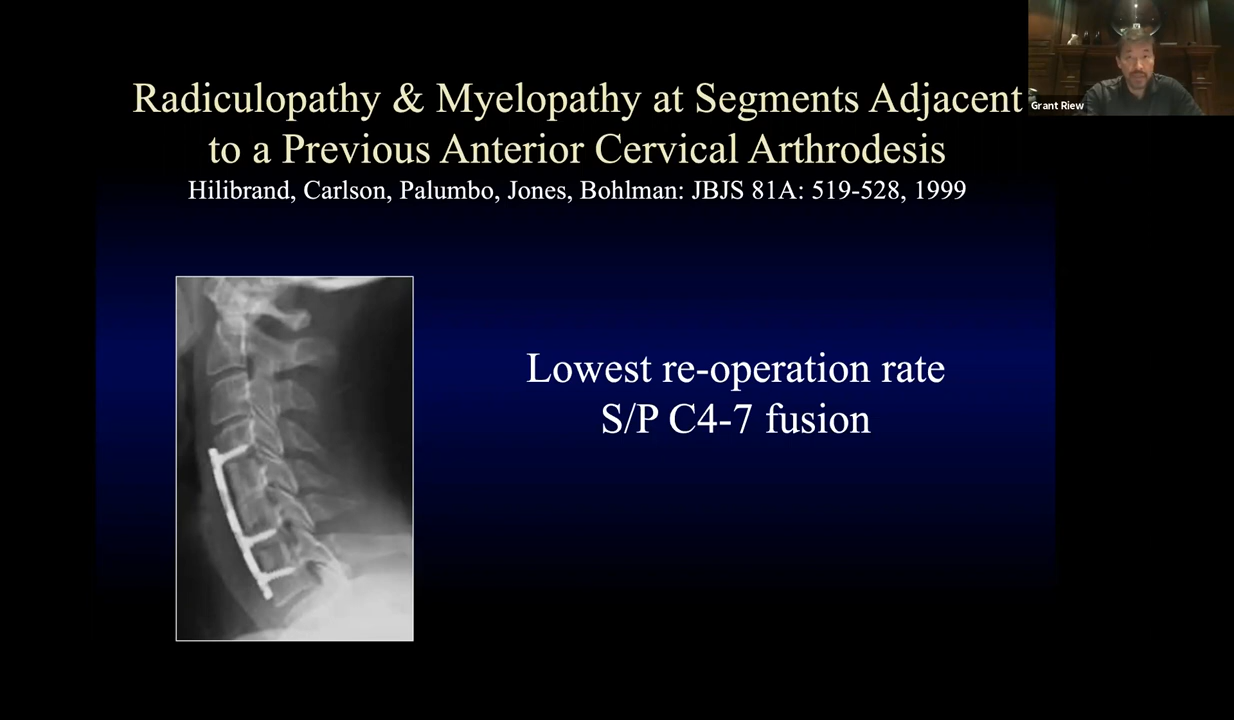 Radiculopathy & Myelopathy at Segments Adjacent
to a Previous Anterior Cervical Arthrodesis
Hilibrand, Carlson, Palumbo, Jones, Bohlman: JBJS 81A: 519-528, 1999
Grant Riew
Lowest re-operation rate
S/P C4-7 fusion